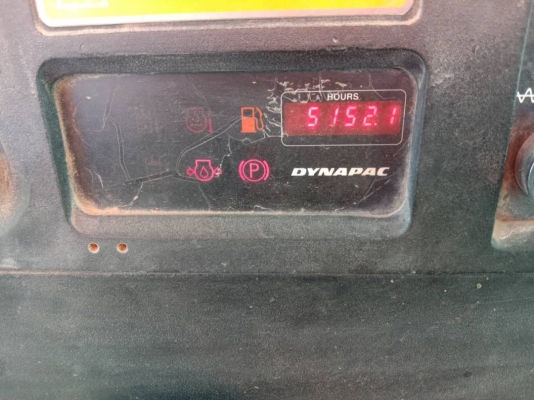 HOURS
5152.1
P
DYNAPAC